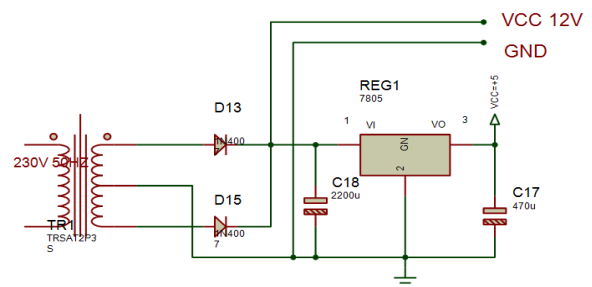 VCC 12V
GND
REG1
7805
VCC=+5
D13
1
VI
VO
3
1N400
7
GN
2
230V 50HZ
C18
2200u
C17
470u
D15
1N400
7
TR1
TRSAT2P3
S